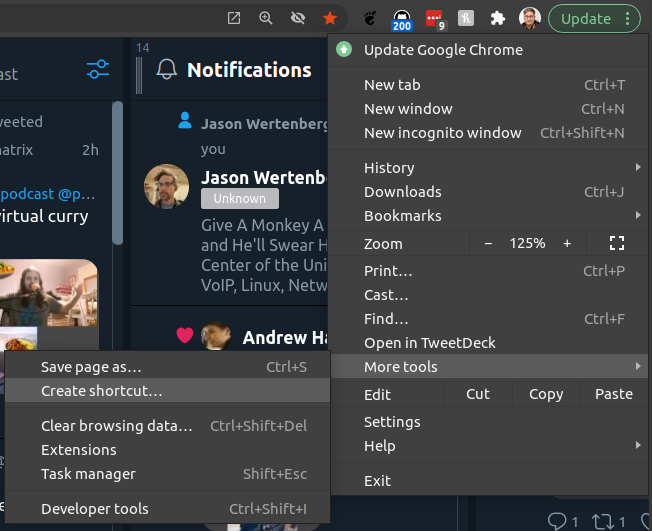 200
9
Update
14
Notifications
Update Google Chrome
New tab Ctrl+T
New window Ctrl+N
New incognito window Ctrl+Shift+N
History
Downloads Ctrl+J
Bookmarks
Zoom − 125% +
Print… Ctrl+P
Cast…
Find… Ctrl+F
Open in TweetDeck
More tools
Edit Cut Copy Paste
Settings
Help
Exit
ast
weeted
matrix 2h
podcast @p…
virtual curry
Jason Wertenberg
you
Jason Wertenb
Unknown
Give A Monkey A
and He'll Swear H
Center of the Uni
VoIP, Linux, Netw
Andrew Ha
Save page as… Ctrl+S
Create shortcut…
Clear browsing data… Ctrl+Shift+Del
Extensions
Task manager Shift+Esc
Developer tools Ctrl+Shift+I
1 1